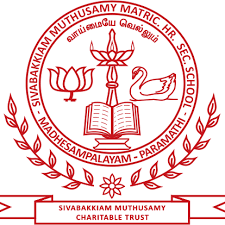 SIVABAKKIAM MUTHUSAMY MATRIC. HR. SEC. SCHOOL
வாய்மையே வெல்லும்
MADHESAMPALAYAM - PARAMATHI
SIVABAKKIAM MUTHUSAMY
CHARITABLE TRUST